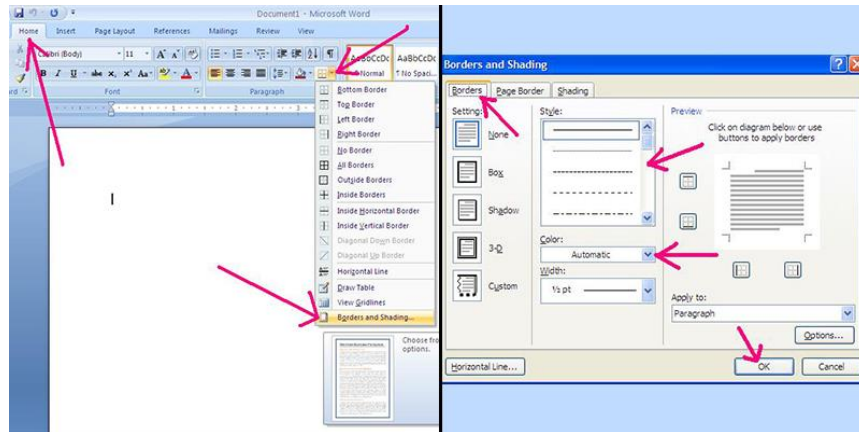 Document1 - Microsoft Word
Home Insert Page Layout References Mailings Review View
(Body) 11 A A
AaBbCcDc AaBbCcDc
B I U abe X, X² Aa A
Normal ¶ No Spaci...
Font Paragraph
Bottom Border
Top Border
Left Border
Right Border
No Border
All Borders
Outside Borders
Inside Borders
Inside Horizontal Border
Inside Vertical Border
Diagonal Down Border
Diagonal Up Border
Horizontal Line
Draw Table
View Gridlines
Borders and Shading...
Choose fro
options.
Borders and Shading
Borders Page Border Shading
Setting:
None
Box
Shadow
3-D
Custom
Style:
Color:
Automatic
Width:
½ pt
Preview
Click on diagram below or use
buttons to apply borders
Apply to:
Paragraph
Options...
Horizontal Line...
OK Cancel